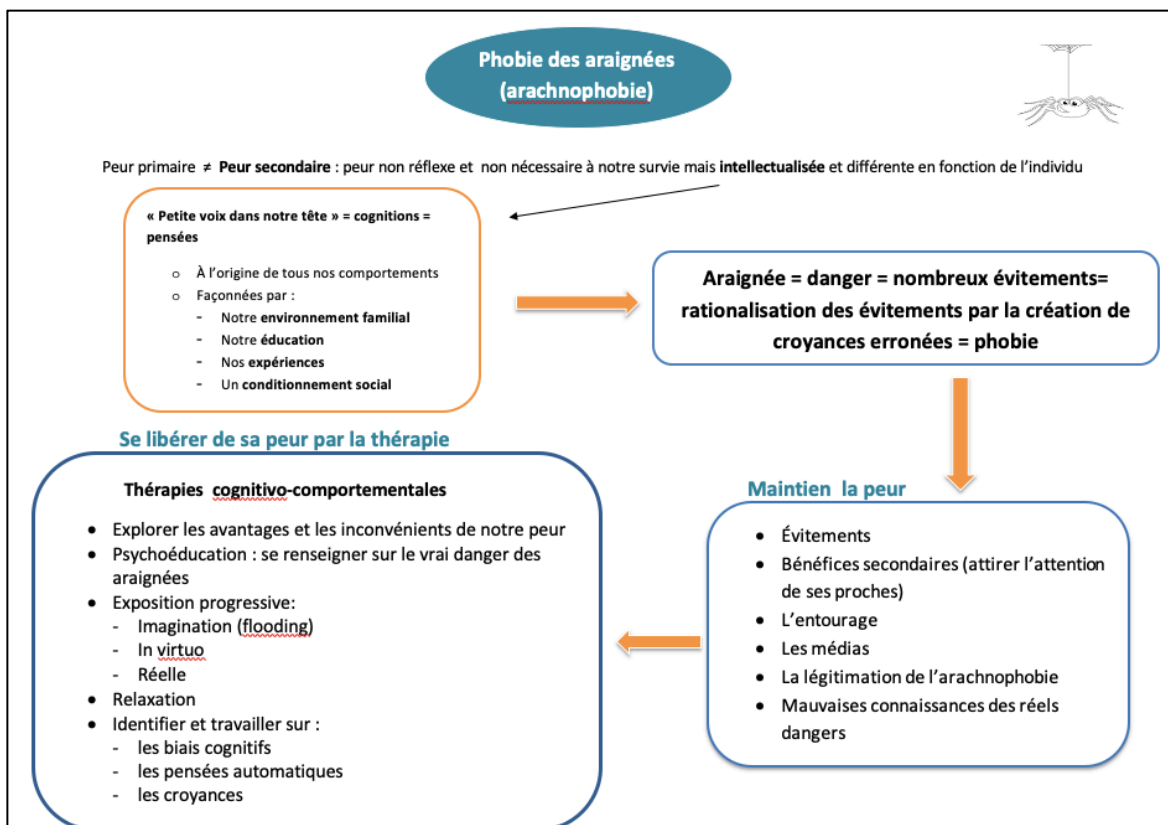 Phobie des araignées
(arachnophobie)
Peur primaire ≠ Peur secondaire : peur non réflexe et non nécessaire à notre survie mais intellectualisée et différente en fonction de l'individu
« Petite voix dans notre tête » = cognitions =
pensées
o À l'origine de tous nos comportements
o Façonnées par :
- Notre environnement familial
- Notre éducation
- Nos expériences
- Un conditionnement social
Araignée = danger = nombreux évitements=
rationalisation des évitements par la création de
croyances erronées = phobie
Maintien la peur
• Évitements
• Bénéfices secondaires (attirer l'attention
de ses proches)
• L'entourage
• Les médias
• La légitimation de l'arachnophobie
• Mauvaises connaissances des réels
dangers
Se libérer de sa peur par la thérapie
Thérapies cognitivo-comportementales
• Explorer les avantages et les inconvénients de notre peur
• Psychoéducation : se renseigner sur le vrai danger des
araignées
• Exposition progressive:
- Imagination (flooding)
- In virtuo
- Réelle
• Relaxation
• Identifier et travailler sur :
- les biais cognitifs
- les pensées automatiques
- les croyances